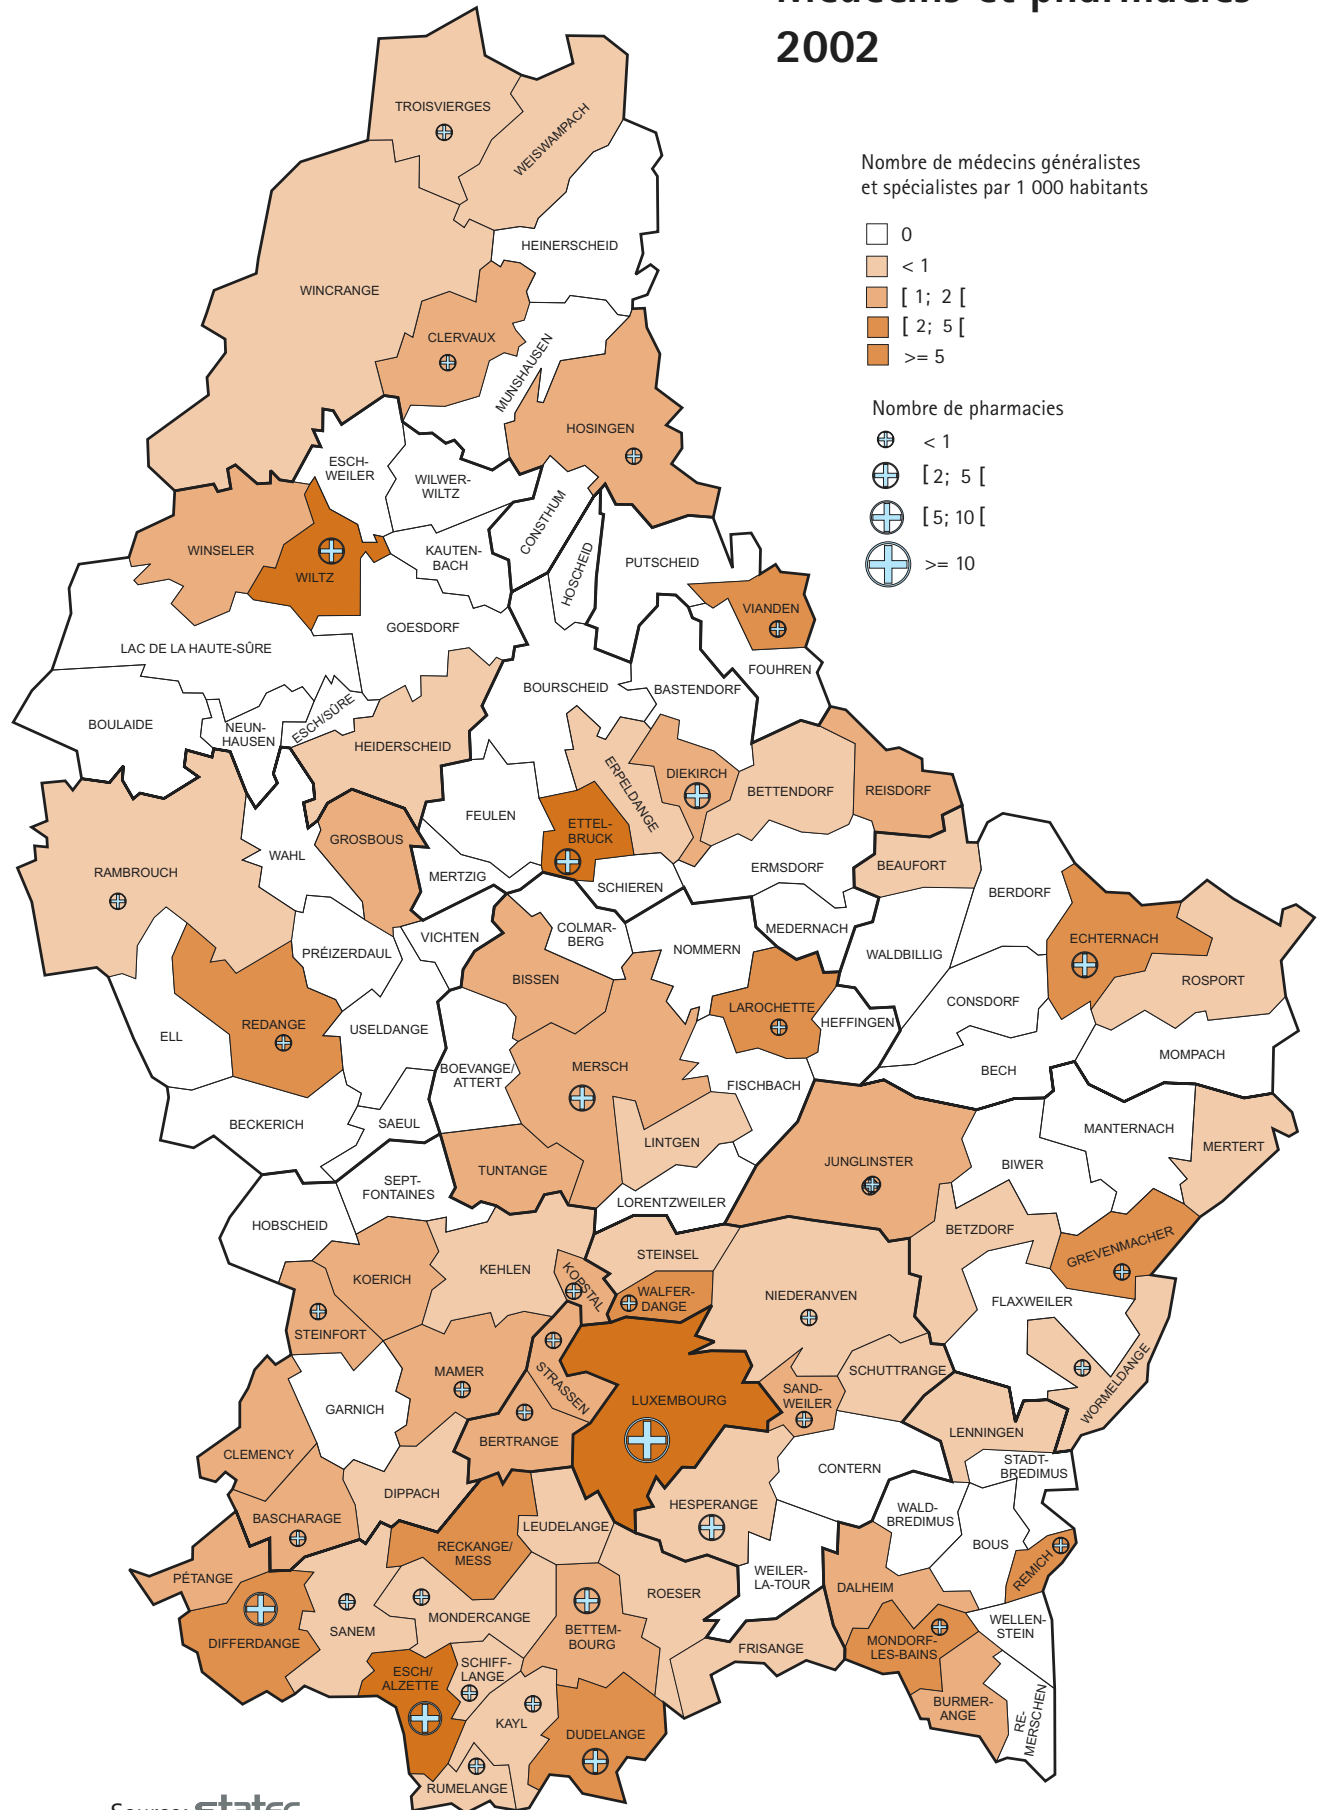 Médecins et pharmacies
2002
Nombre de médecins généralistes
et spécialistes par 1 000 habitants
0
< 1
[ 1; 2 [
[ 2; 5 [
>= 5
Nombre de pharmacies
< 1
[ 2; 5 [
[ 5; 10 [
>= 10
TROISVIERGES
WEISWAMPACH
HEINERSCHEID
WINCRANGE
CLERVAUX
MUNSHAUSEN
HOSINGEN
ESCH-
WEILER
WILWER-
WILTZ
CONSTHUM
WINSELER
WILTZ
KAUTEN-
BACH
HOSCHEID
PUTSCHEID
VIANDEN
GOESDORF
LAC DE LA HAUTE-SÛRE
FOUHREN
BOURSCHEID
BASTENDORF
BOULAIDE
NEUN-
HAUSEN
ESCH/SÛRE
HEIDERSCHEID
ERPELDANGE
DIEKIRCH
BETTENDORF
REISDORF
FEULEN
ETTEL-
BRUCK
GROSBOUS
WAHL
RAMBROUCH
MERTZIG
SCHIEREN
ERMSDORF
BEAUFORT
BERDORF
VICHTEN
COLMAR-
BERG
NOMMERN
MEDERNACH
WALDBILLIG
ECHTERNACH
PRÉIZERDAUL
BISSEN
ROSPORT
LAROCHETTE
CONSDORF
HEFFINGEN
REDANGE
USELDANGE
ELL
MOMPACH
BOEVANGE/
ATTERT
MERSCH
BECH
FISCHBACH
BECKERICH
SAEUL
LINTGEN
MANTERNACH
MERTERT
TUNTANGE
JUNGLINSTER
BIWER
SEPT-
FONTAINES
LORENTZWEILER
HOBSCHEID
BETZDORF
GREVENMACHER
STEINSEL
KEHLEN
KOERICH
KOPSTAL
WALFER-
DANGE
NIEDERANVEN
FLAXWEILER
STEINFORT
MAMER
STRASSEN
SCHUTTRANGE
WORMELDANGE
SAND-
WEILER
LUXEMBOURG
GARNICH
BERTRANGE
LENNINGEN
CLEMENCY
CONTERN
STADT-
BREDIMUS
DIPPACH
HESPERANGE
WALD-
BREDIMUS
BASCHARAGE
LEUDELANGE
RECKANGE/
MESS
BOUS
REMICH
PÉTANGE
WEILER-
LA-TOUR
DALHEIM
ROESER
SANEM
MONDERCANGE
WELLEN-
STEIN
DIFFERDANGE
BETTEM-
BOURG
FRISANGE
MONDORF-
LES-BAINS
SCHIFF-
LANGE
ESCH/
ALZETTE
BURMER-
ANGE
RE-
MERSCHEN
KAYL
DUDELANGE
RUMELANGE
Source: statec